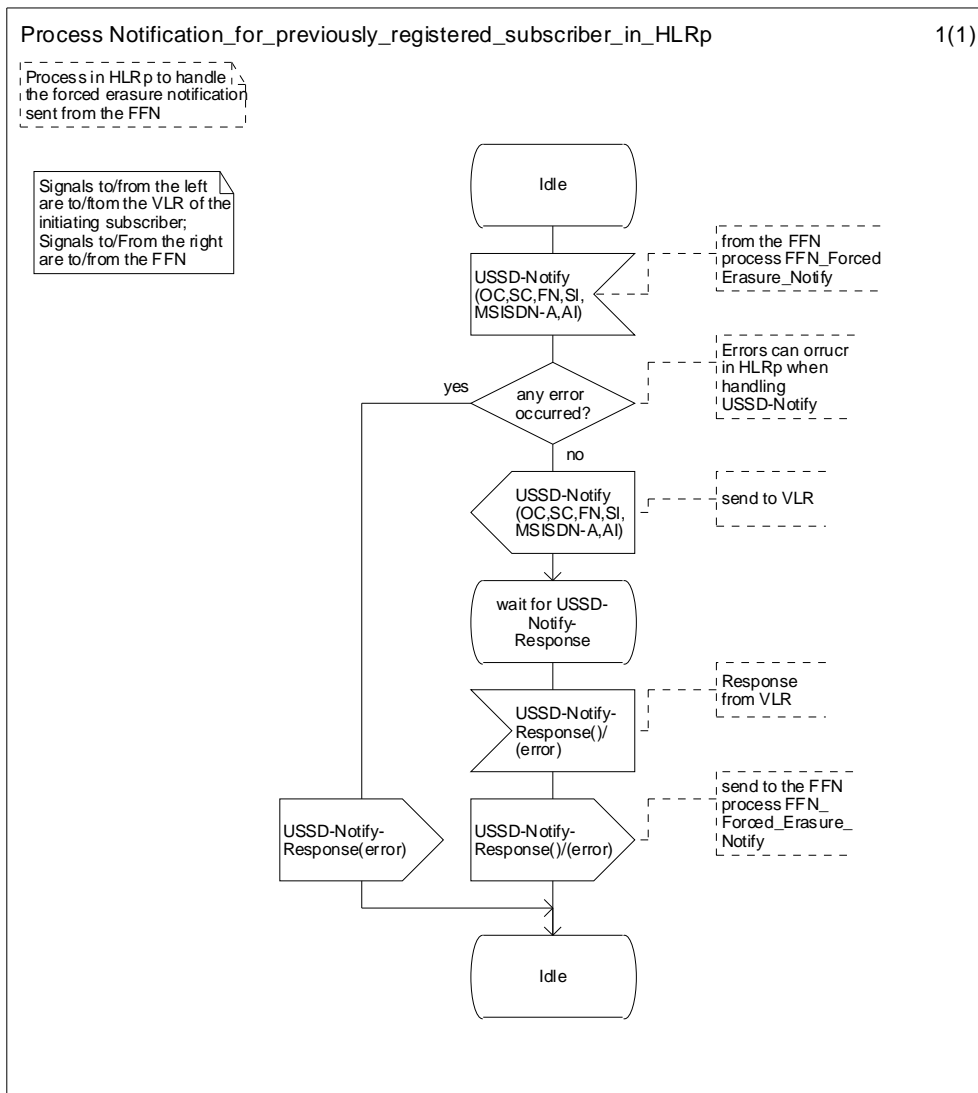 Process Notification_for_previously_registered_subscriber_in_HLRp
1(1)
Process in HLRp to handle
the forced erasure notification
sent from the FFN
Signals to/from the left
are to/ftom the VLR of the
initiating subscriber;
Signals to/From the right
are to/from the FFN
Idle
USSD-Notify
(OC,SC,FN,SI,
MSISDN-A,AI)
from the FFN
process FFN_Forced
Erasure_Notify
any error
occurred?
yes
no
Errors can orrucr
in HLRp when
handling
USSD-Notify
USSD-Notify
(OC,SC,FN,SI,
MSISDN-A,AI)
send to VLR
wait for USSD-
Notify-
Response
USSD-Notify-
Response()/
(error)
Response
from VLR
USSD-Notify-
Response(error)
USSD-Notify-
Response()/(error)
send to the FFN
process FFN_
Forced_Erasure_
Notify
Idle